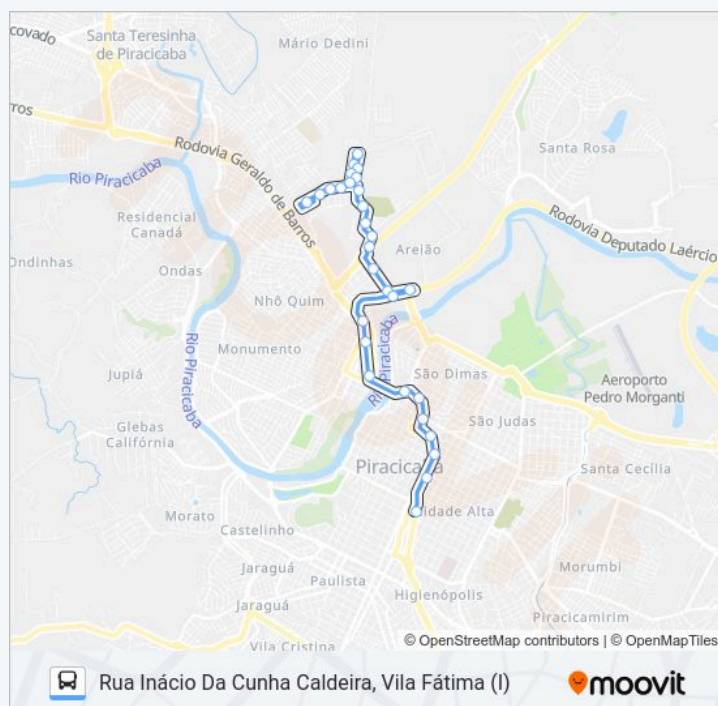 covado
Santa Teresinha
de Piracicaba
Mário Dedini
ros
Rodovia Geraldo de Barros
Santa Rosa
Rio Piracicaba
Residencial
Canadá
Rodovia Deputado Laércio
Areião
Ondinhas
Ondas
Nhô Quim
Rio Piracicaba
Rio Piracicaba
Monumento
São Dimas
Jupiá
Aeroporto
Pedro Morganti
São Judas
Glebas
Califórnia
Piracicaba
Santa Cecília
Morato
Cidade Alta
Castelinho
Jaraguá
Morumbi
Paulista
Higienópolis
Jaraguá
Piracicamirim
Vila Cristina
© OpenStreetMap contributors | © OpenMapTiles
Rua Inácio Da Cunha Caldeira, Vila Fátima (I)
moovit